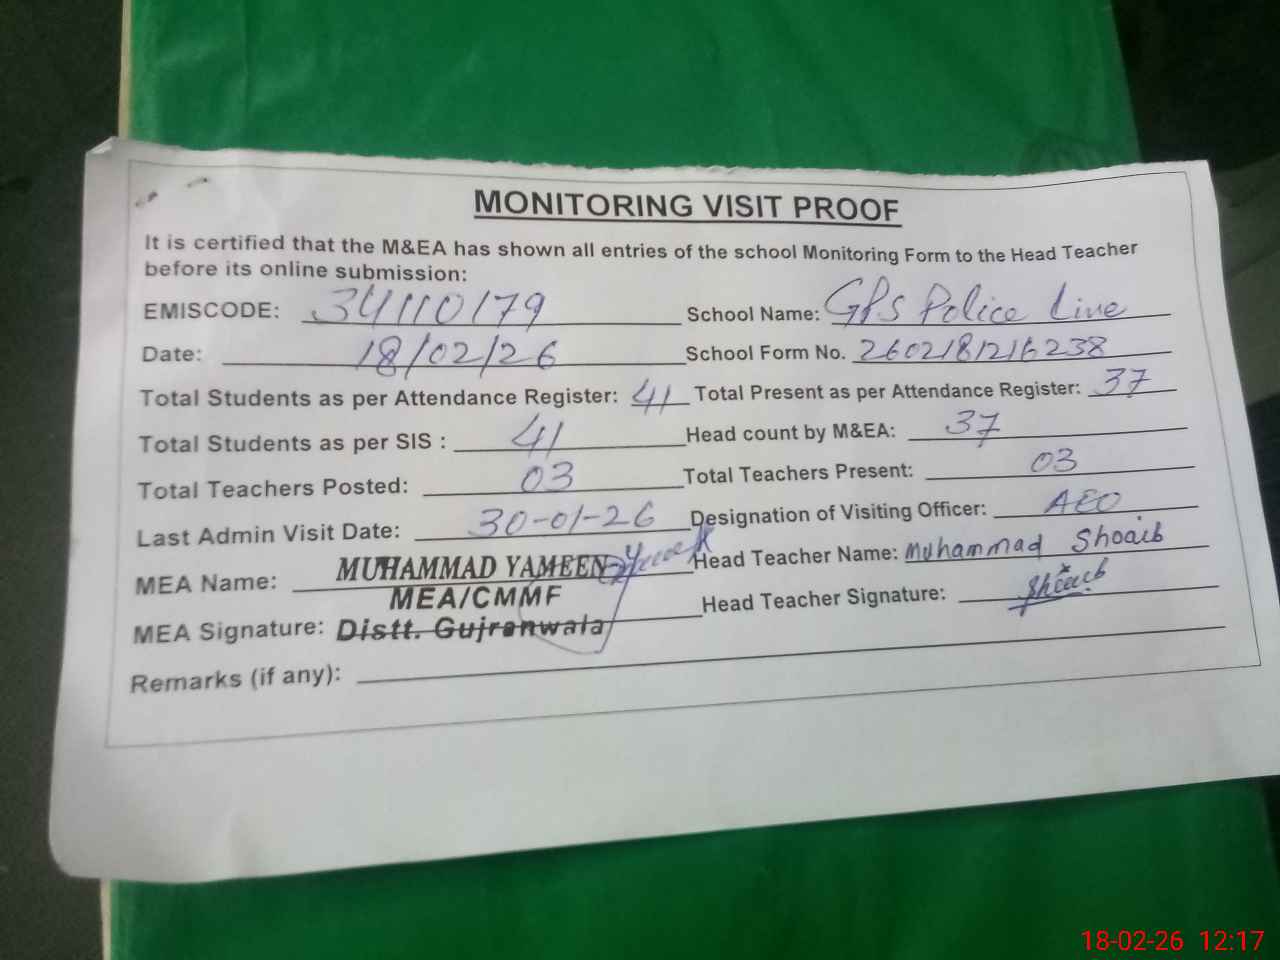 MONITORING VISIT PROOF
It is certified that the M&EA has shown all entries of the school Monitoring Form to the Head Teacher
before its online submission:
EMISCODE: 34110179 School Name: GPS Police Line
Date: 18/02/26 School Form No. 2602181216238
Total Students as per Attendance Register: 41 Total Present as per Attendance Register: 37
Total Students as per SIS : 41 Head count by M&EA: 37
Total Teachers Posted: 03 Total Teachers Present: 03
Last Admin Visit Date: 30-01-26 Designation of Visiting Officer: AEO
MEA Name: MUHAMMAD YAMEEN Head Teacher Name: Muhammad Shoaib
MEA/CMMF
MEA Signature: Distt. Gujranwala Head Teacher Signature: Shoaib
Remarks (if any):
18-02-26 12:17